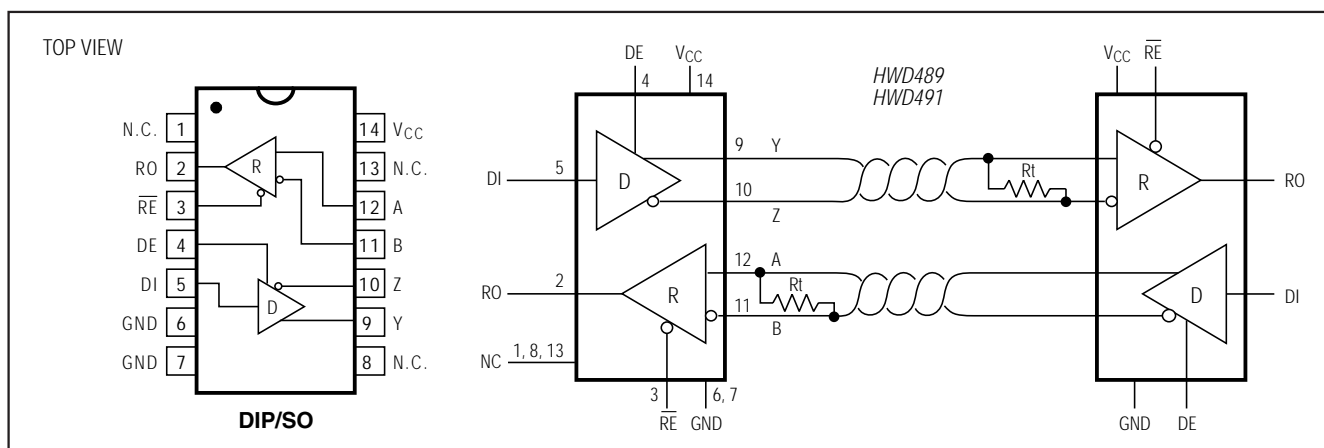 TOP VIEW
N.C. 1
RO 2
RE 3
DE 4
DI 5
GND 6
GND 7
14 VCC
13 N.C.
12 A
11 B
10 Z
9 Y
8 N.C.
R
D
DIP/SO
DE
4
VCC
14
HWD489
HWD491
VCC RE
DI 5
D
9 Y
10
Z
Rt
R
RO
RO 2
R
12 A
Rt
11
B
D
DI
NC 1, 8, 13
3
RE
6, 7
GND
GND DE